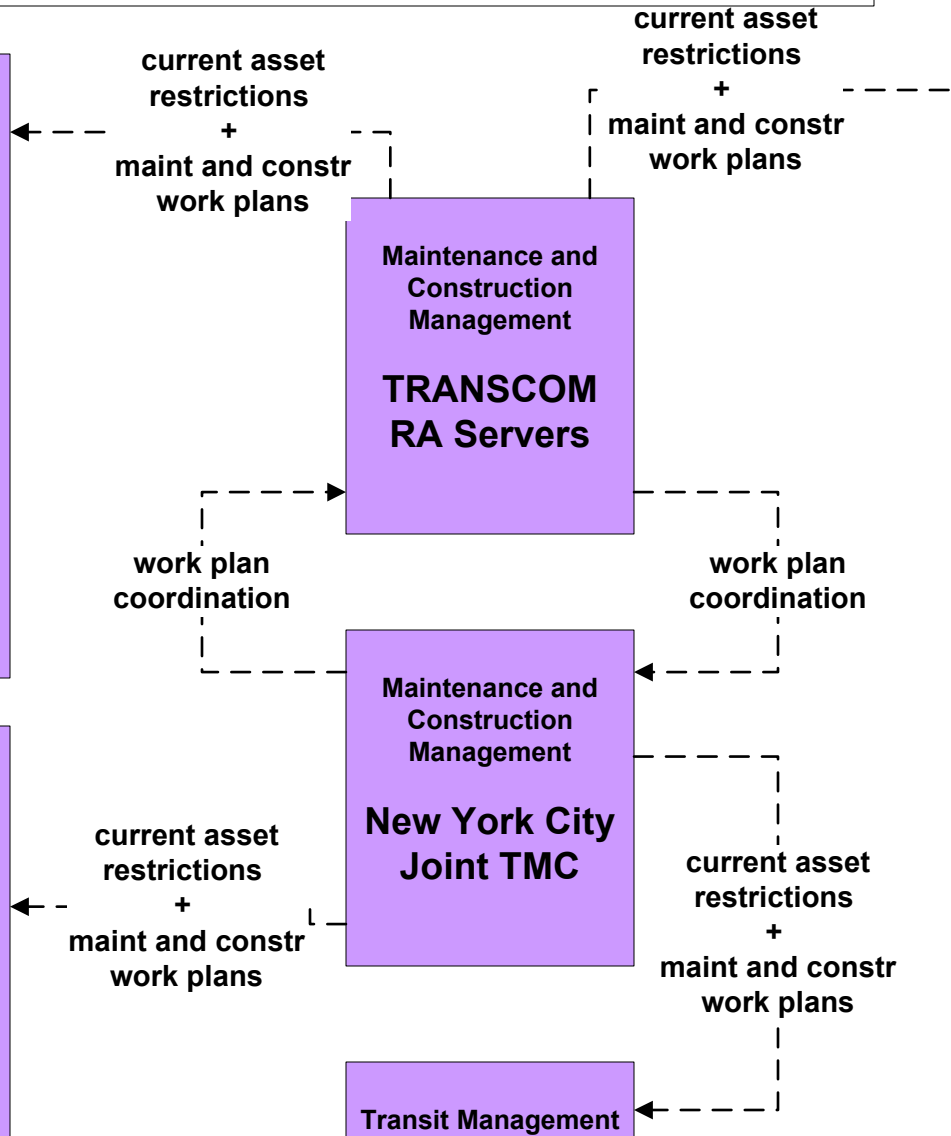 current asset
restrictions
+
maint and constr
work plans
current asset
restrictions
+
maint and constr
work plans
Maintenance and
Construction
Management
TRANSCOM
RA Servers
work plan
coordination
work plan
coordination
Maintenance and
Construction
Management
New York City
Joint TMC
current asset
restrictions
+
maint and constr
work plans
current asset
restrictions
+
maint and constr
work plans
Transit Management